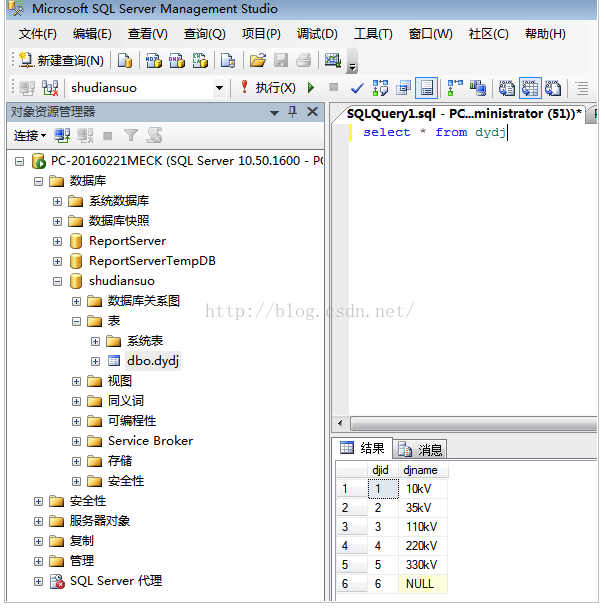 Microsoft SQL Server Management Studio
文件(F) 编辑(E) 视图(V) 查询(Q) 项目(P) 调试(D) 工具(T) 窗口(W) 社区(C) 帮助(H)
新建查询(N)
shudiansuo 执行(X)
对象资源管理器
连接
PC-20160221MECK (SQL Server 10.50.1600 - PC
数据库
系统数据库
数据库快照
ReportServer
ReportServerTempDB
shudiansuo
数据库关系图
表
系统表
dbo.dydj
视图
同义词
可编程性
Service Broker
存储
安全性
安全性
服务器对象
复制
管理
SQL Server 代理
SQLQuery1.sql - PC...ministrator (51))*
select * from dydj
http://blog.csdn.net/
结果 消息
djid djname
1 1 10kV
2 2 35kV
3 3 110kV
4 4 220kV
5 5 330kV
6 6 NULL